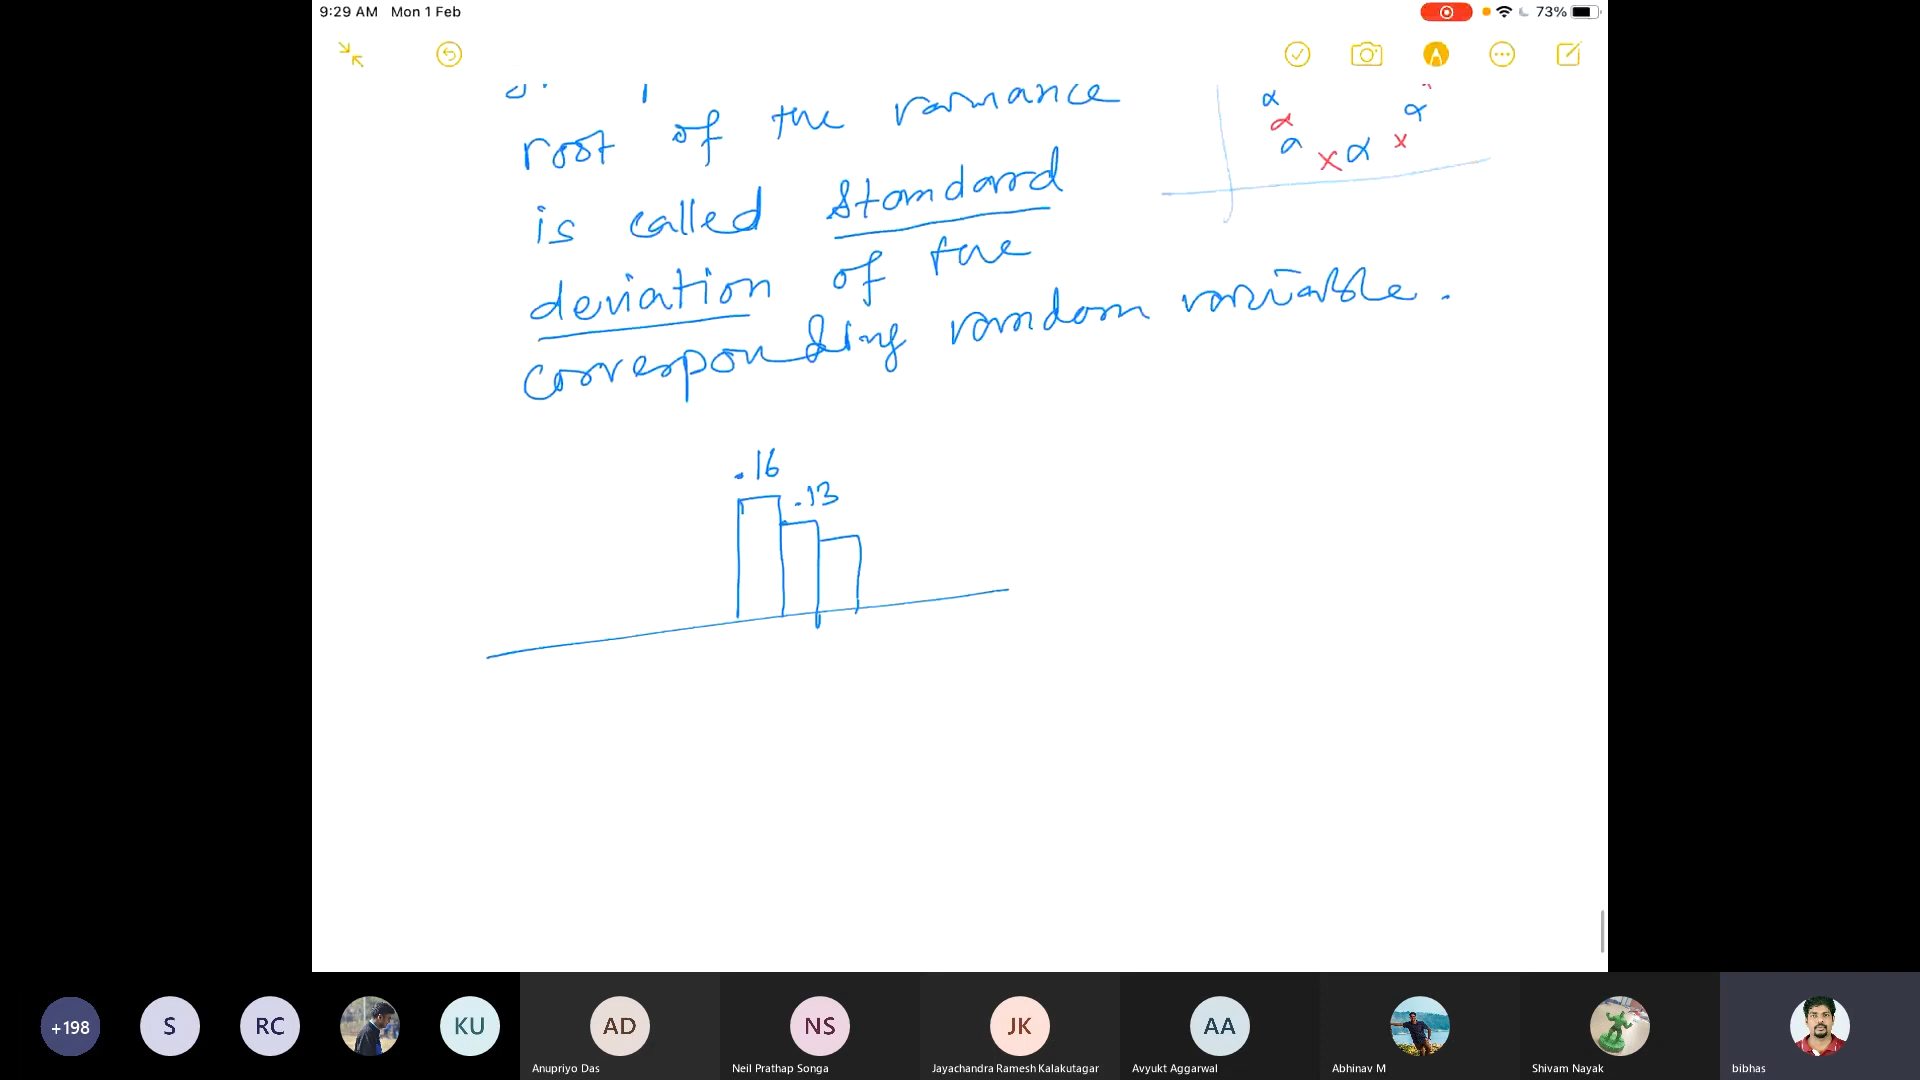 9:29 AM Mon 1 Feb
73%
root of the variance
is called standard
deviation of the
corresponding random variable.
.16
.13
α
α
α
a
x α x
+198
S
RC
KU
AD
NS
JK
AA
Anupriyo Das
Neil Prathap Songa
Jayachandra Ramesh Kalakutagar
Avyukt Aggarwal
Abhinav M
Shivam Nayak
bibhas